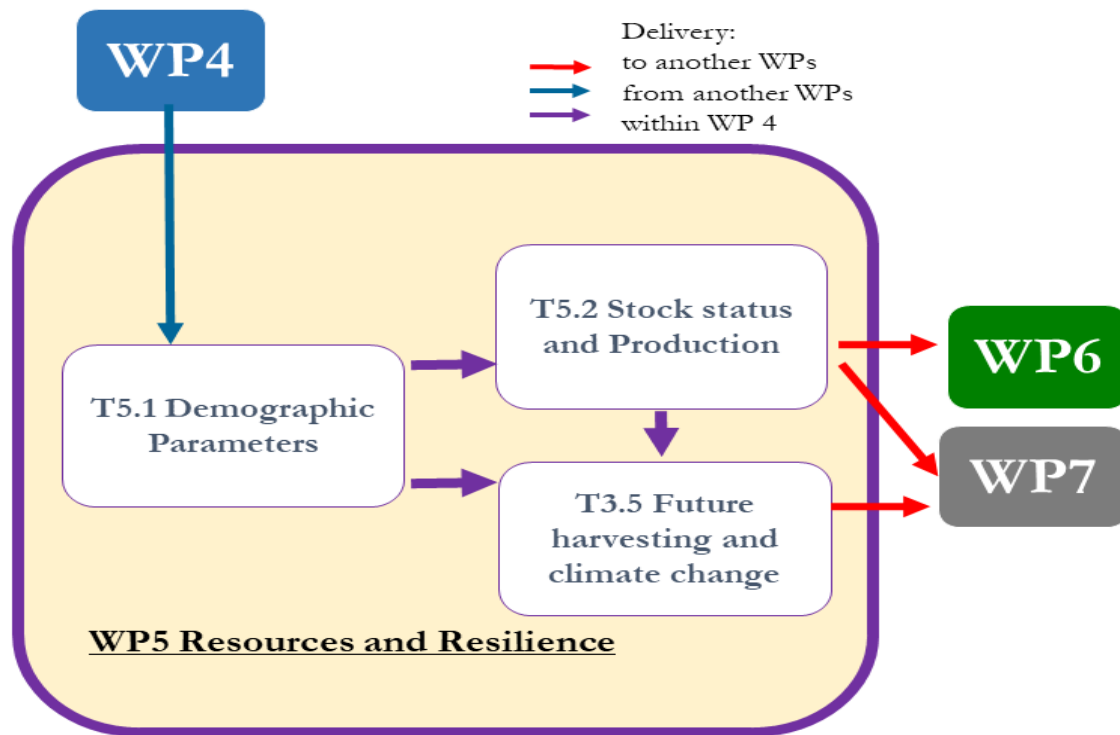 WP4
Delivery:
to another WPs
from another WPs
within WP 4
T5.2 Stock status
and Production
WP6
T5.1 Demographic
Parameters
WP7
T3.5 Future
harvesting and
climate change
WP5 Resources and Resilience